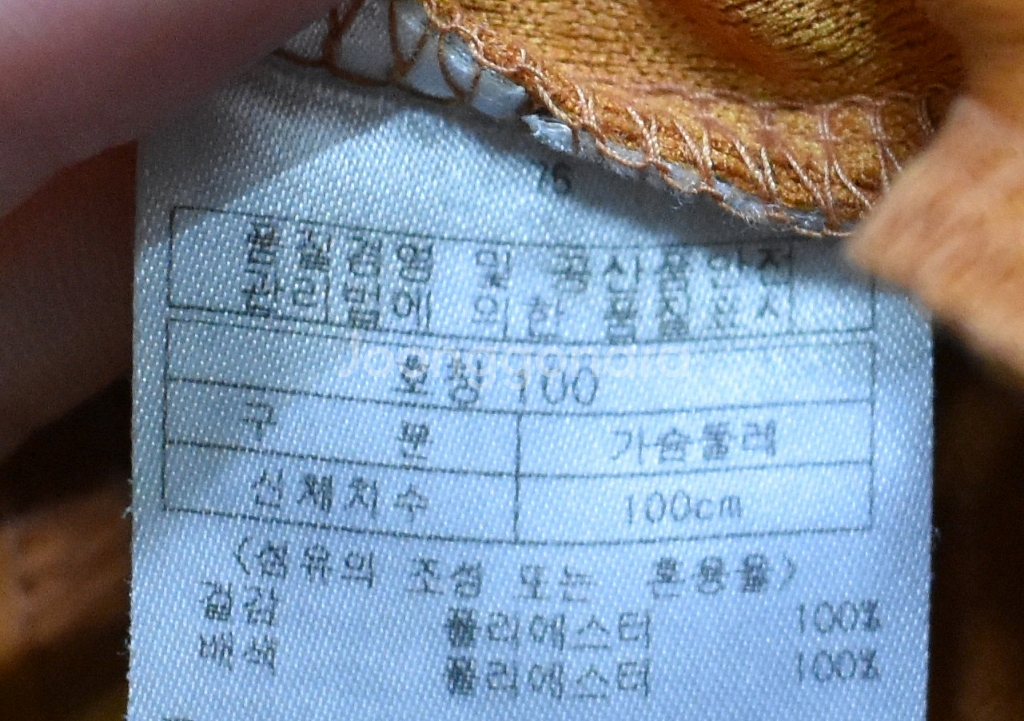 76
품질경영 및 공산품안전
관리법에 의한 품질표시
호칭 100
구 분 가슴둘레
신체치수 100cm
<섬유의 조성 또는 혼용율>
겉감 폴리에스터 100%
배색 폴리에스터 100%